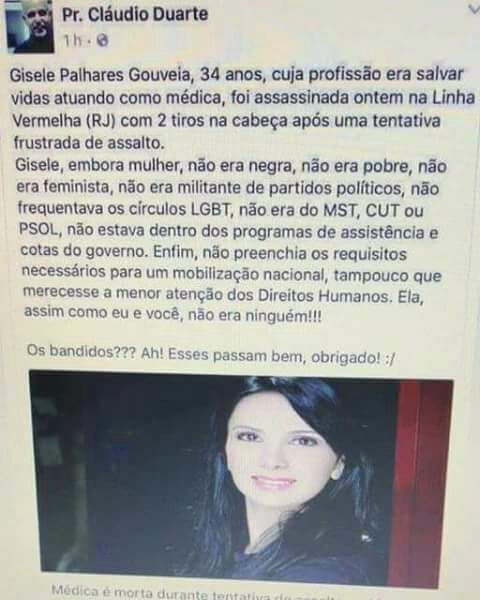 Pr. Cláudio Duarte
1 h ·
Gisele Palhares Gouveia, 34 anos, cuja profissão era salvar
vidas atuando como médica, foi assassinada ontem na Linha
Vermelha (RJ) com 2 tiros na cabeça após uma tentativa
frustrada de assalto.
Gisele, embora mulher, não era negra, não era pobre, não
era feminista, não era militante de partidos políticos, não
frequentava os círculos LGBT, não era do MST, CUT ou
PSOL, não estava dentro dos programas de assistência e
cotas do governo. Enfim, não preenchia os requisitos
necessários para um mobilização nacional, tampouco que
merecesse a menor atenção dos Direitos Humanos. Ela,
assim como eu e você, não era ninguém!!!
Os bandidos??? Ah! Esses passam bem, obrigado! :/
Médica é morta durante tentativa de assalto